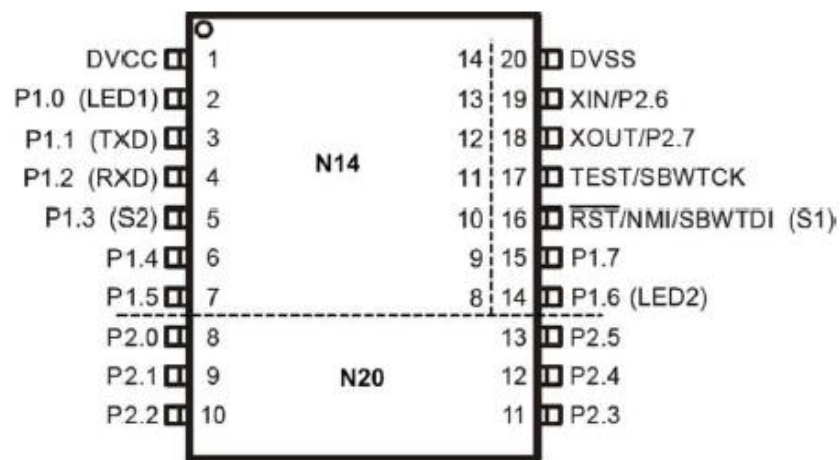 DVCC 1 14 20 DVSS
P1.0 (LED1) 2 13 19 XIN/P2.6
P1.1 (TXD) 3 12 18 XOUT/P2.7
P1.2 (RXD) 4 N14 11 17 TEST/SBWTCK
P1.3 (S2) 5 10 16 RST/NMI/SBWTDI (S1)
P1.4 6 9 15 P1.7
P1.5 7 8 14 P1.6 (LED2)
P2.0 8 13 P2.5
P2.1 9 N20 12 P2.4
P2.2 10 11 P2.3